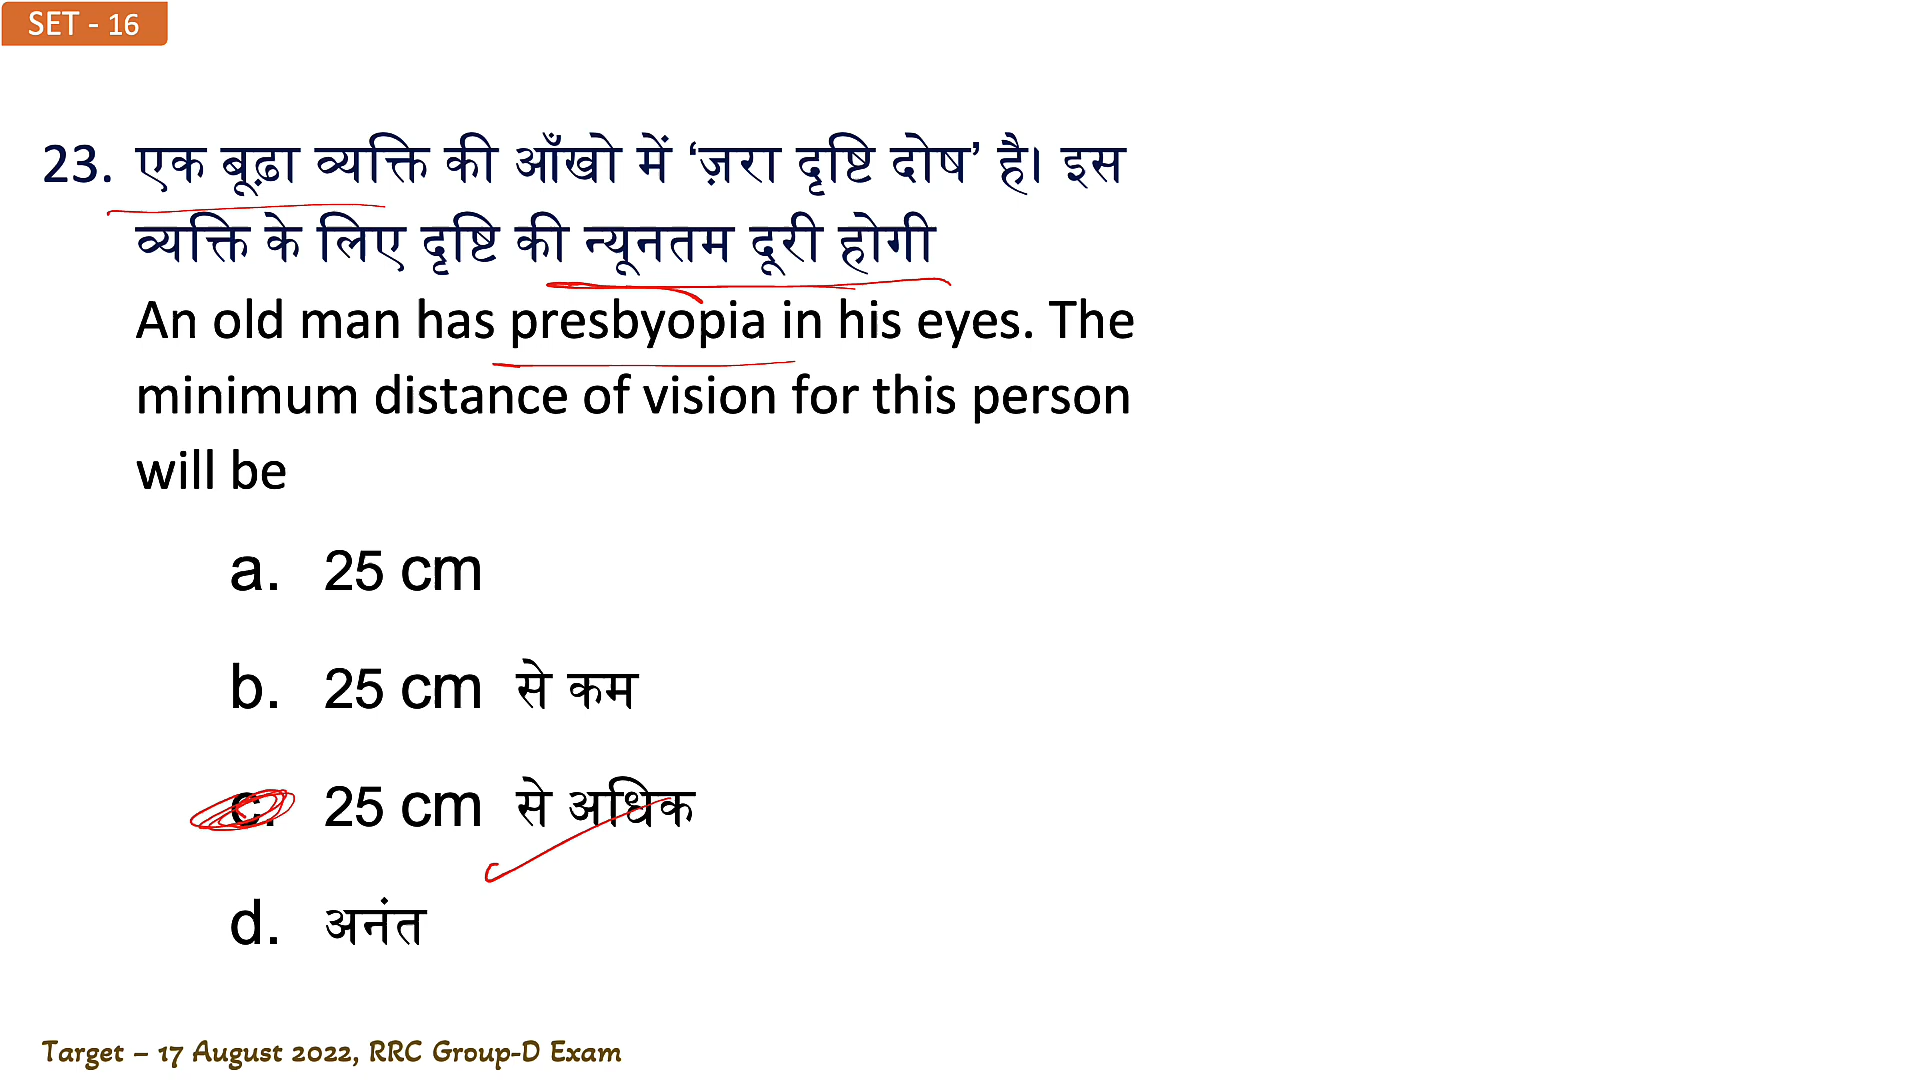 SET - 16
23. एक बूढ़ा व्यक्ति की आँखो में ‘ज़रा दृष्टि दोष’ है। इस
व्यक्ति के लिए दृष्टि की न्यूनतम दूरी होगी
An old man has presbyopia in his eyes. The
minimum distance of vision for this person
will be
a. 25 cm
b. 25 cm से कम
c. 25 cm से अधिक
d. अनंत
Target – 17 August 2022, RRC Group-D Exam